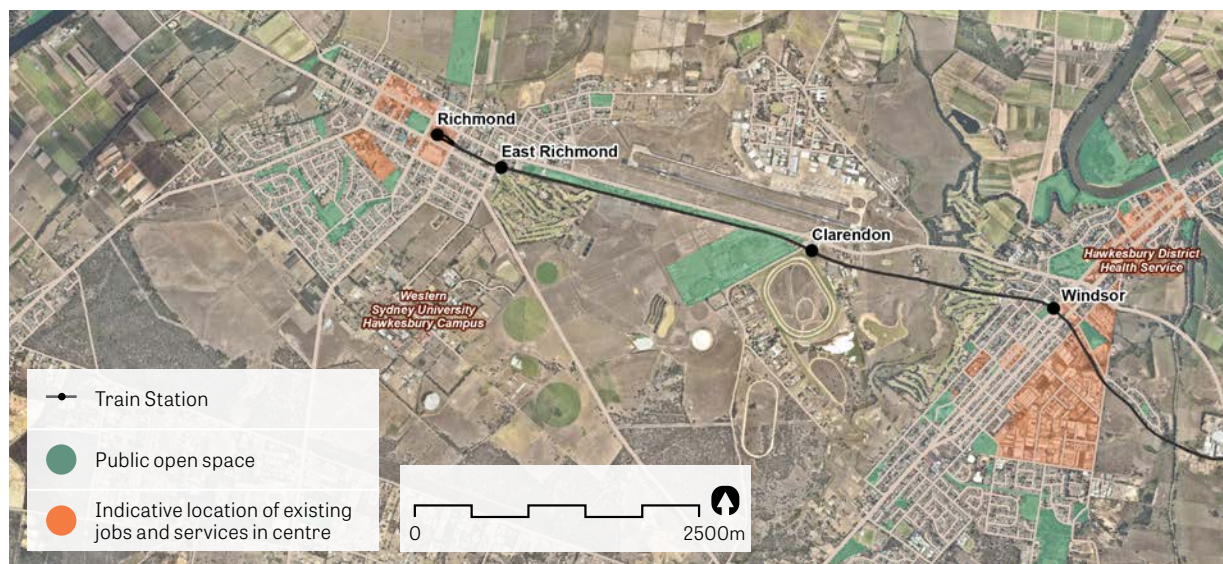 Richmond
East Richmond
Clarendon
Hawkesbury District
Health Service
Windsor
Western
Sydney University
Hawkesbury Campus
Train Station
Public open space
Indicative location of existing
jobs and services in centre
0
2500m